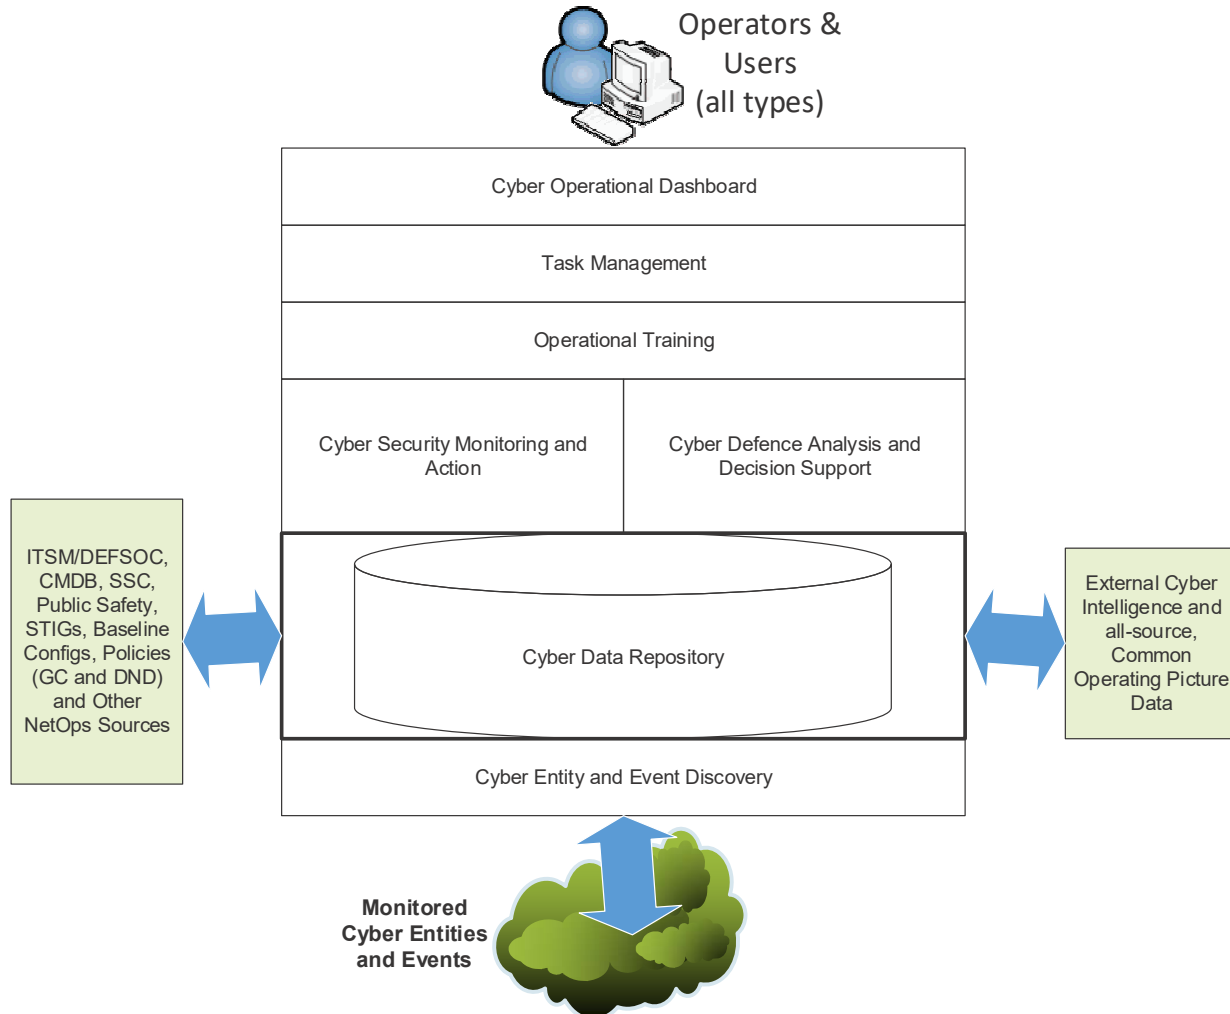 Operators &
Users
(all types)
Cyber Operational Dashboard
Task Management
Operational Training
Cyber Security Monitoring and
Action
Cyber Defence Analysis and
Decision Support
ITSM/DEFSOC,
CMDB, SSC,
Public Safety,
STIGs, Baseline
Configs, Policies
(GC and DND)
and Other
NetOps Sources
Cyber Data Repository
External Cyber
Intelligence and
all-source,
Common
Operating Picture
Data
Cyber Entity and Event Discovery
Monitored
Cyber Entities
and Events